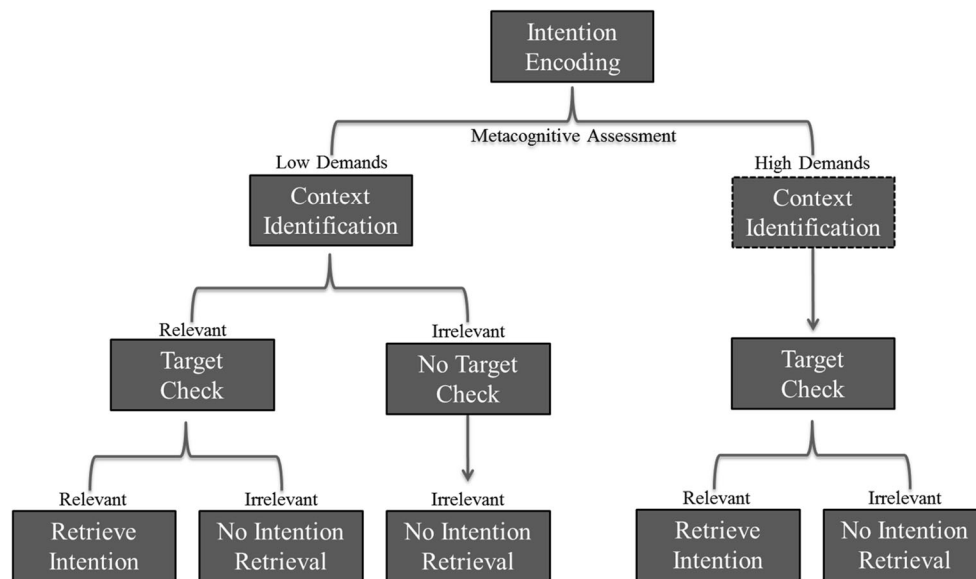 Intention
Encoding
Metacognitive Assessment
Low Demands
High Demands
Context
Identification
Context
Identification
Relevant
Irrelevant
Target
Check
No Target
Check
Target
Check
Relevant
Irrelevant
Irrelevant
Relevant
Irrelevant
Retrieve
Intention
No Intention
Retrieval
No Intention
Retrieval
Retrieve
Intention
No Intention
Retrieval